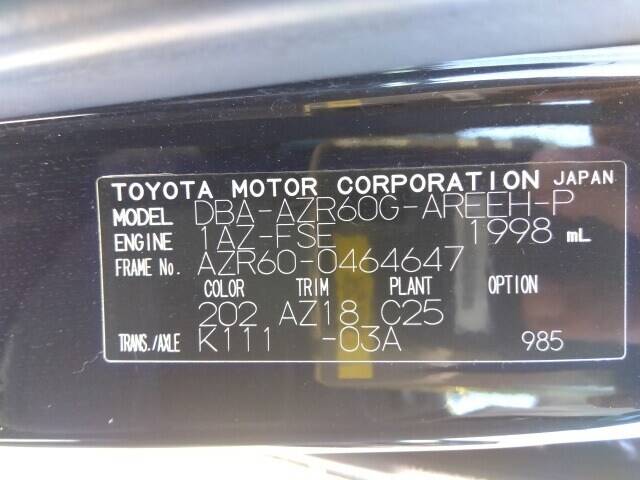 TOYOTA MOTOR CORPORATION JAPAN
MODEL DBA-AZR60G-AREEH-P
ENGINE 1AZ-FSE 1998 mL
FRAME No. AZR60-0464647
COLOR TRIM PLANT OPTION
202 AZ18 C25
TRANS./AXLE K111 -03A 985